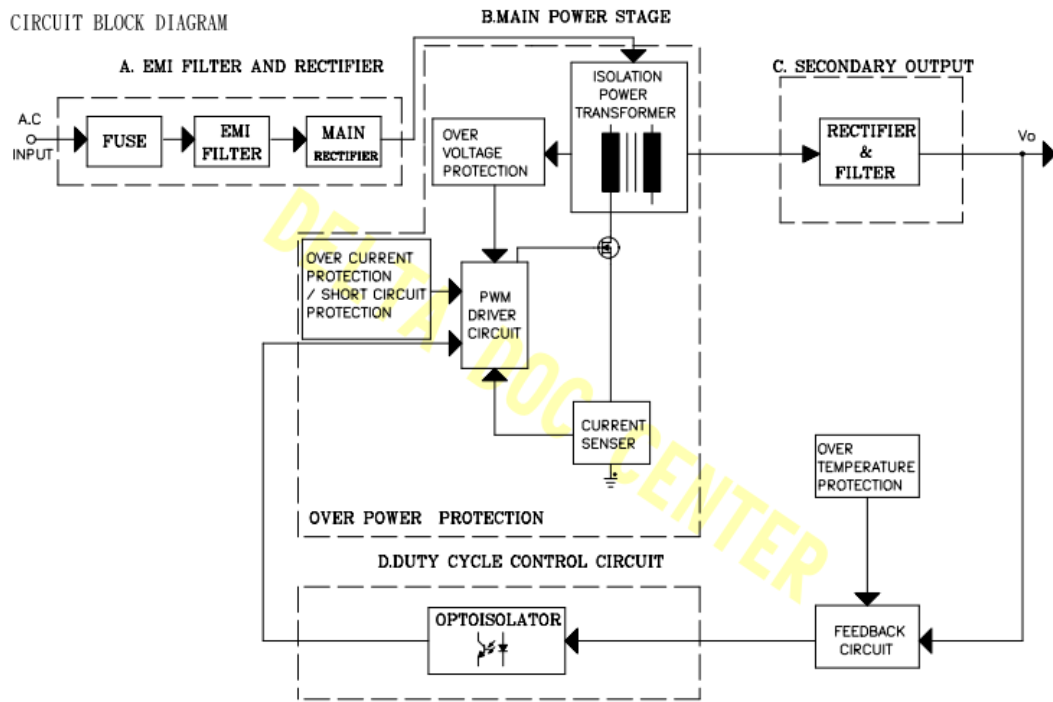 CIRCUIT BLOCK DIAGRAM
B.MAIN POWER STAGE
A. EMI FILTER AND RECTIFIER
C. SECONDARY OUTPUT
A.C
INPUT
FUSE
EMI
FILTER
MAIN
RECTIFIER
OVER
VOLTAGE
PROTECTION
ISOLATION
POWER
TRANSFORMER
RECTIFIER
&
FILTER
Vo
OVER CURRENT
PROTECTION
/ SHORT CIRCUIT
PROTECTION
PWM
DRIVER
CIRCUIT
CURRENT
SENSER
OVER
TEMPERATURE
PROTECTION
OVER POWER PROTECTION
D.DUTY CYCLE CONTROL CIRCUIT
OPTOISOLATOR
FEEDBACK
CIRCUIT
DELTA DOC CENTER